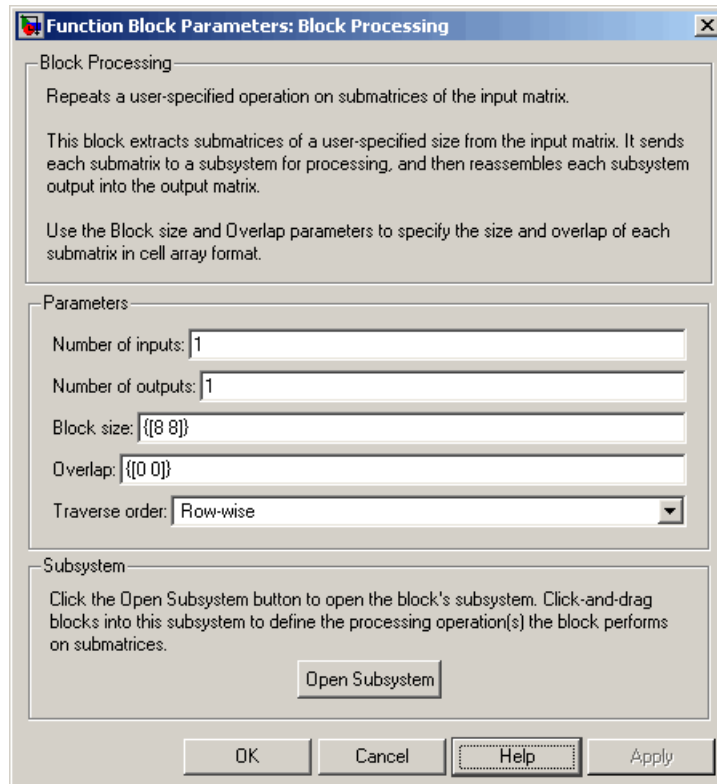 Function Block Parameters: Block Processing
Block Processing
Repeats a user-specified operation on submatrices of the input matrix.
This block extracts submatrices of a user-specified size from the input matrix. It sends
each submatrix to a subsystem for processing, and then reassembles each subsystem
output into the output matrix.
Use the Block size and Overlap parameters to specify the size and overlap of each
submatrix in cell array format.
Parameters
Number of inputs: 1
Number of outputs: 1
Block size: {[8 8]}
Overlap: {[0 0]}
Traverse order: Row-wise
Subsystem
Click the Open Subsystem button to open the block's subsystem. Click-and-drag
blocks into this subsystem to define the processing operation(s) the block performs
on submatrices.
Open Subsystem
OK Cancel Help Apply